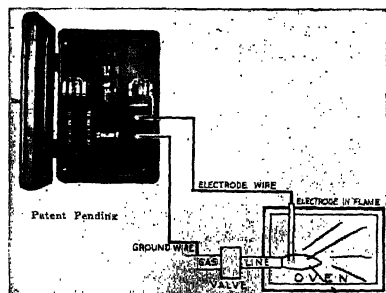 ELECTRODE WIRE
ELECTRODE IN FLAME
Patent Pending
GROUND WIRE
GAS
LINE
VALVE
OVEN